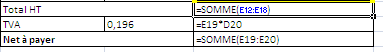 Total HT =SOMME(E12:E18)
TVA 0,196 =E19*D20
Net à payer =SOMME(E19:E20)